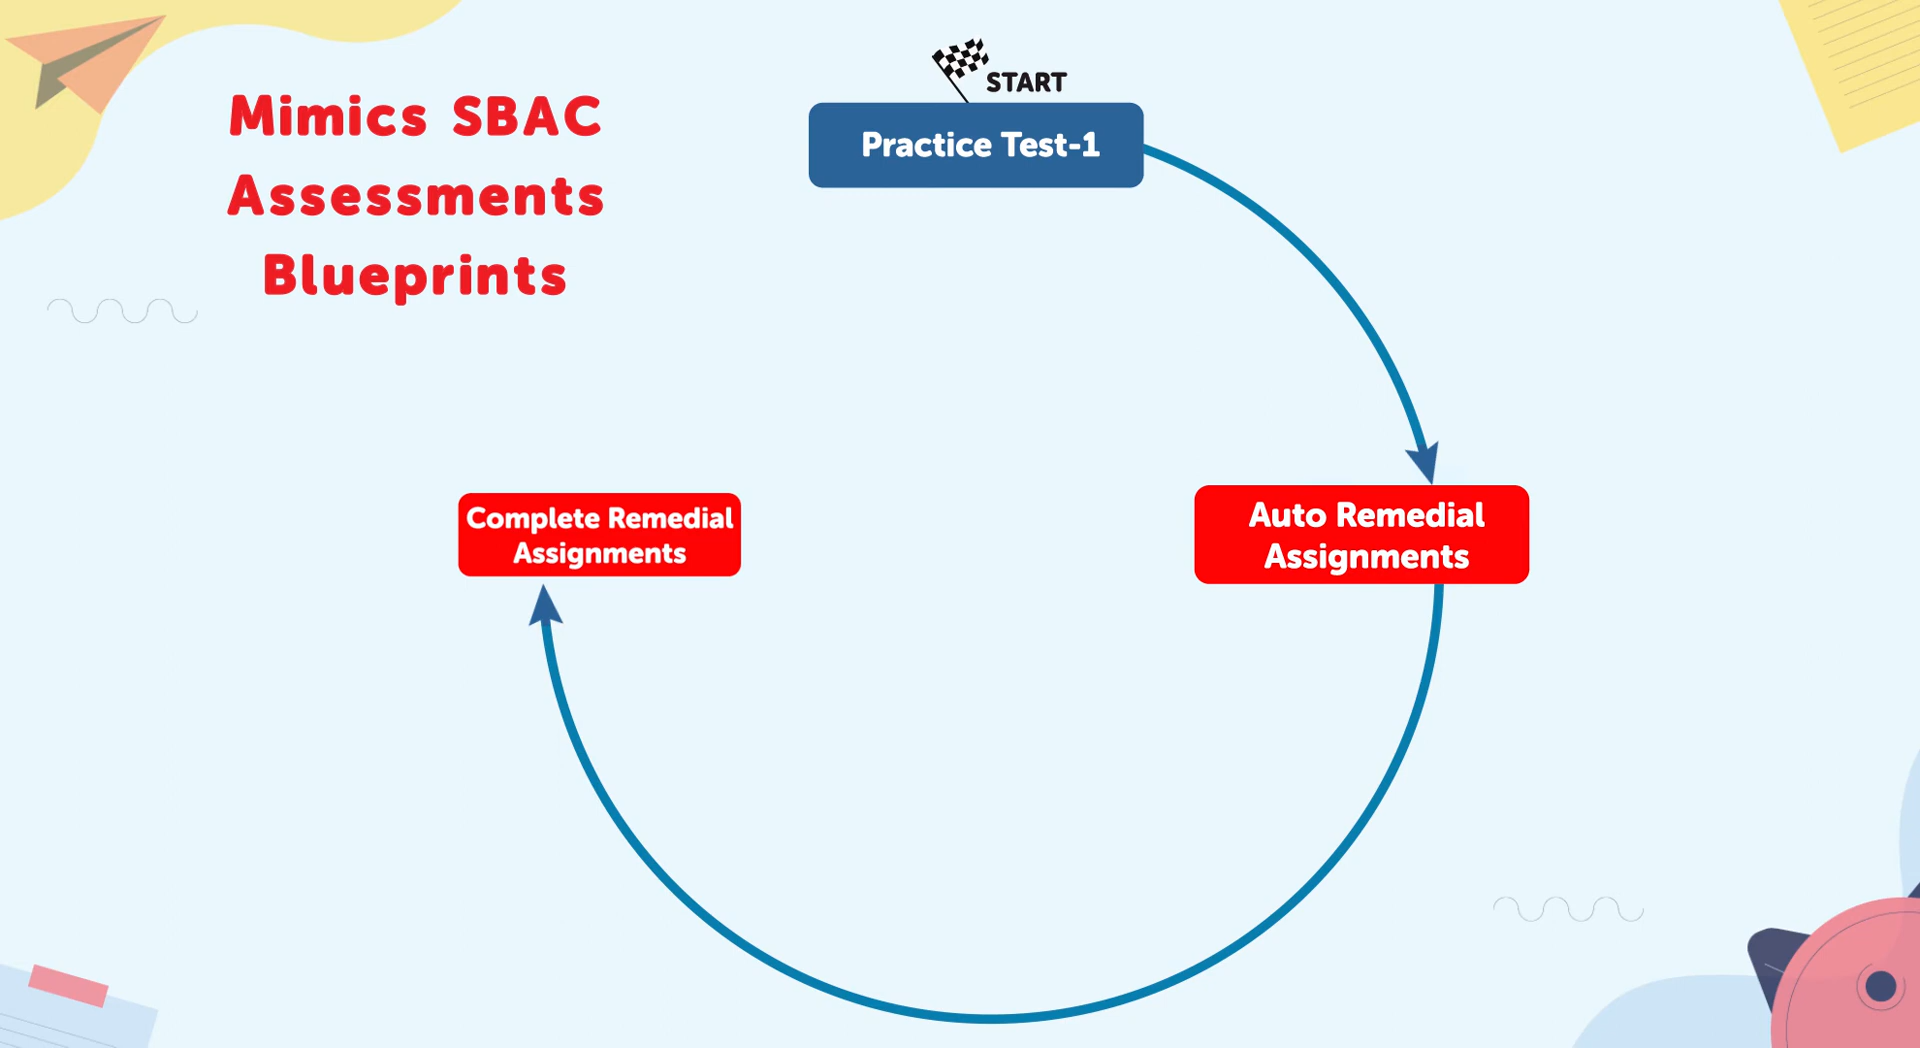 Mimics SBAC
Assessments
Blueprints
START
Practice Test-1
Auto Remedial
Assignments
Complete Remedial
Assignments